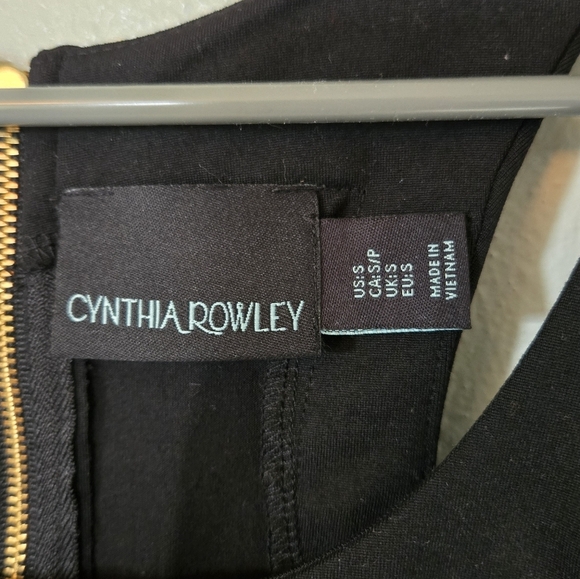 CYNTHIA ROWLEY
US:S
CA:S/P
UK:S
EU:S
MADE IN
VIETNAM